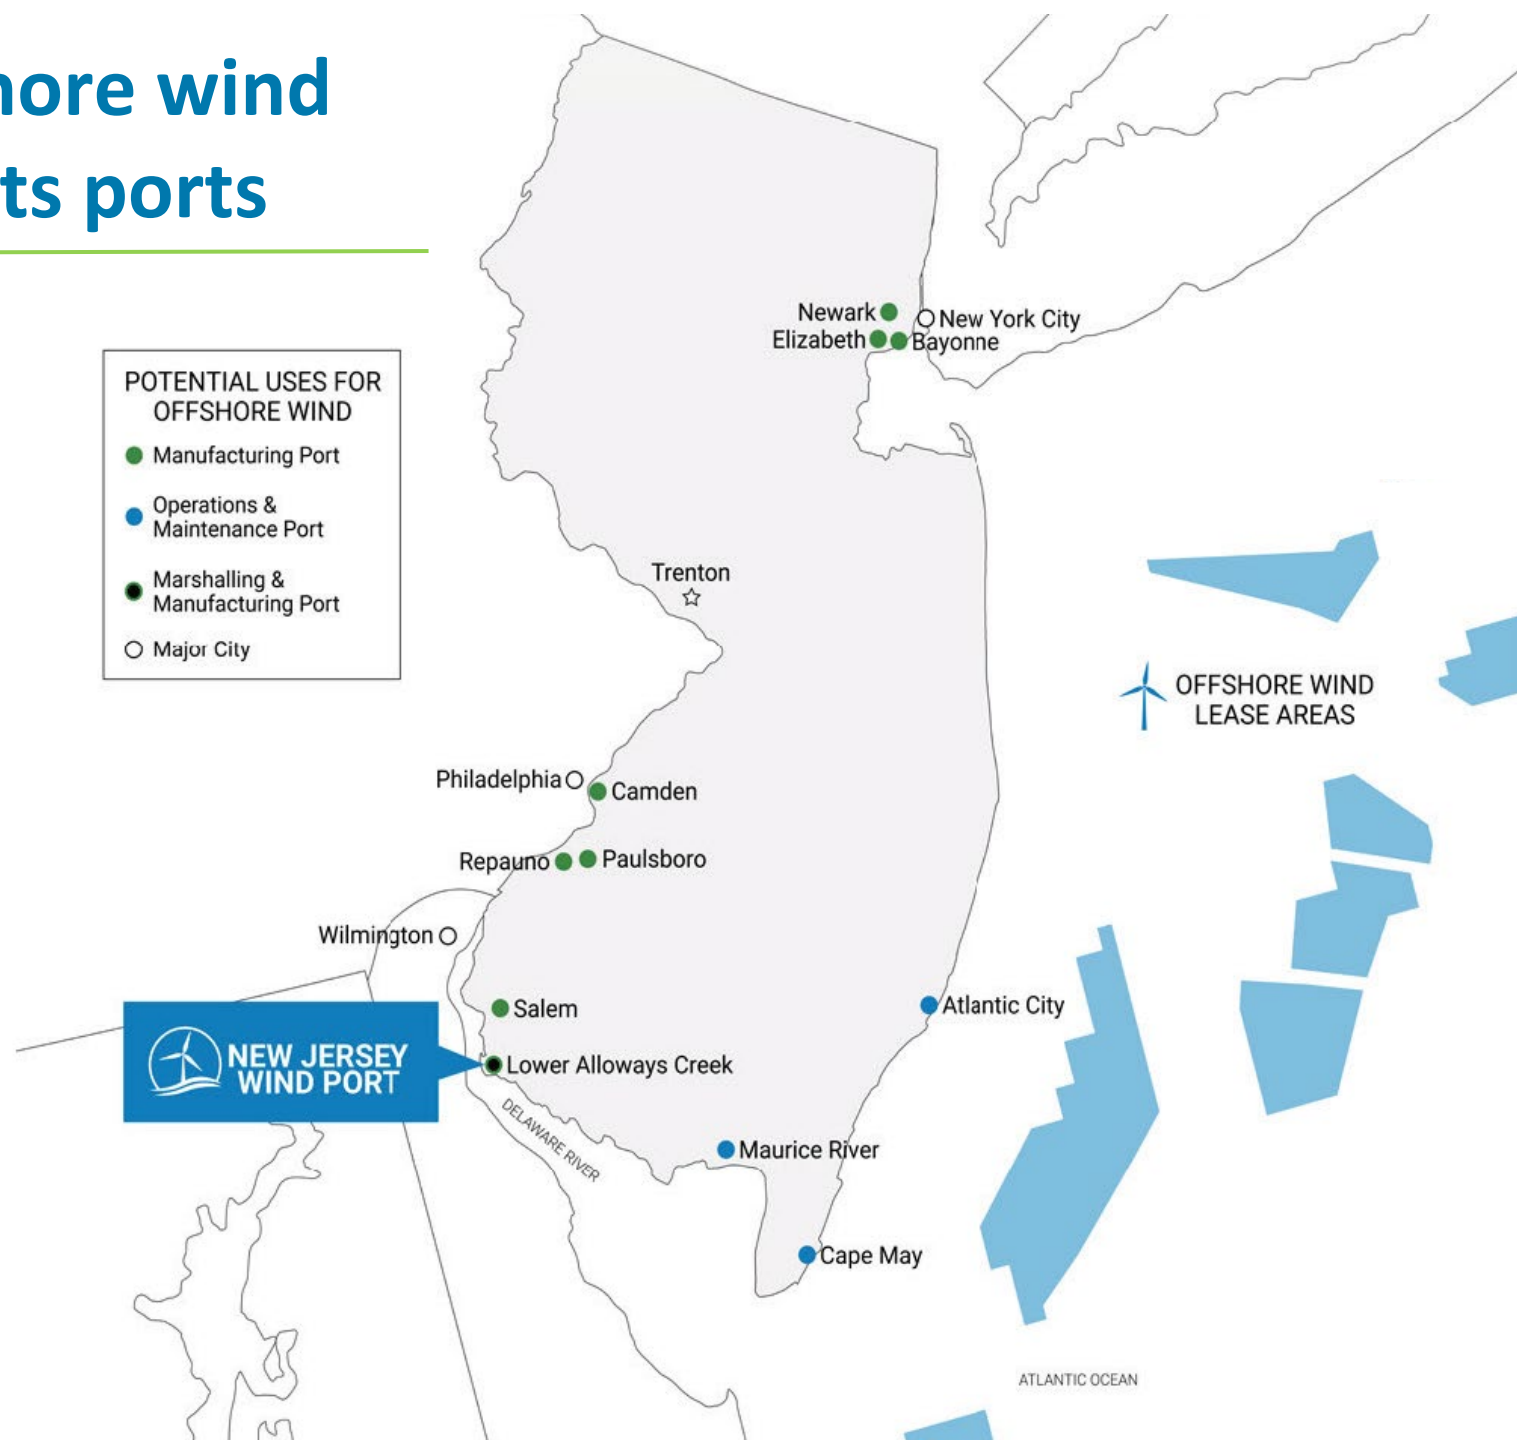 hore wind
ts ports
POTENTIAL USES FOR
OFFSHORE WIND
Manufacturing Port
Operations &
Maintenance Port
Marshalling &
Manufacturing Port
Major City
Newark
New York City
Elizabeth
Bayonne
Trenton
OFFSHORE WIND
LEASE AREAS
Philadelphia
Camden
Repauno
Paulsboro
Wilmington
Salem
Atlantic City
NEW JERSEY
WIND PORT
Lower Alloways Creek
DELAWARE RIVER
Maurice River
Cape May
ATLANTIC OCEAN